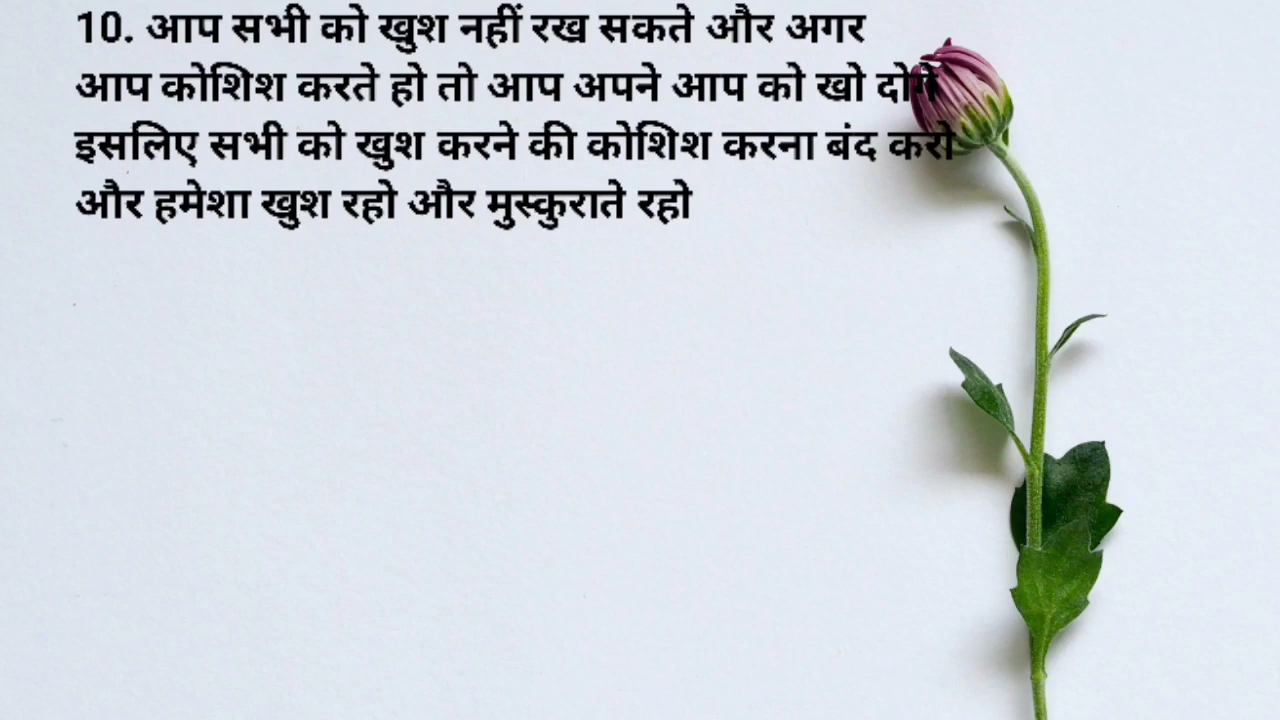 10. आप सभी को खुश नहीं रख सकते और अगर
आप कोशिश करते हो तो आप अपने आप को खो दोगे
इसलिए सभी को खुश करने की कोशिश करना बंद करो
और हमेशा खुश रहो और मुस्कुराते रहो